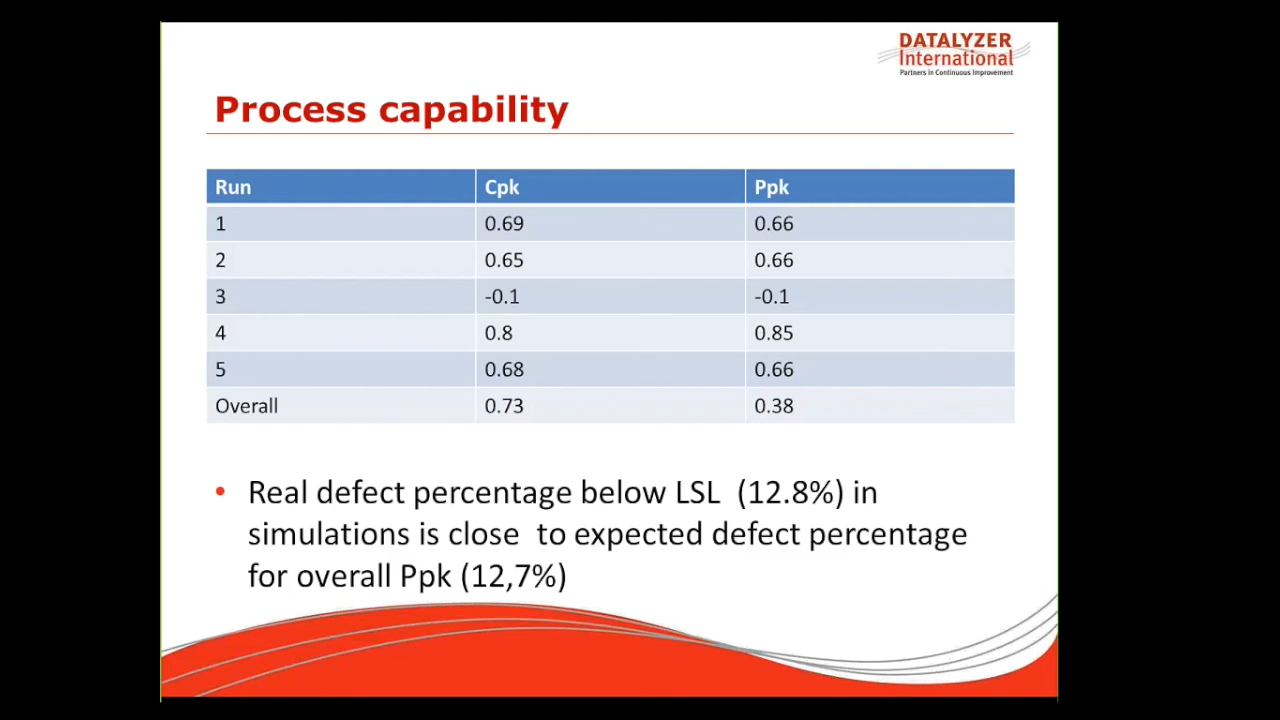 DATALYZER
International
Partners in Continuous Improvement
Process capability
Run Cpk Ppk
1 0.69 0.66
2 0.65 0.66
3 -0.1 -0.1
4 0.8 0.85
5 0.68 0.66
Overall 0.73 0.38
• Real defect percentage below LSL (12.8%) in
simulations is close to expected defect percentage
for overall Ppk (12,7%)